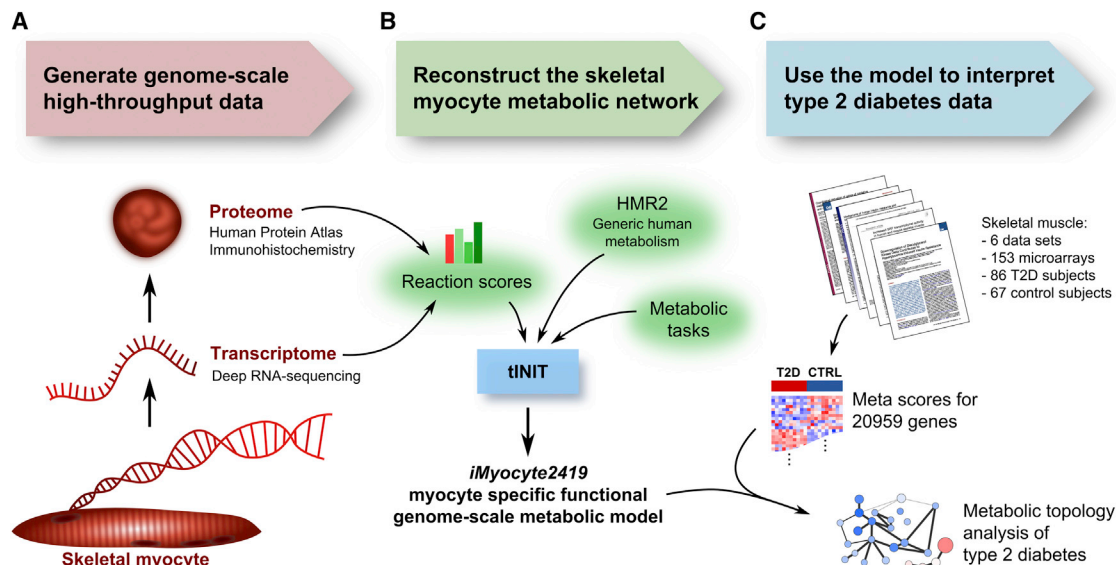 A
Generate genome-scale
high-throughput data
Proteome
Human Protein Atlas
Immunohistochemistry
Transcriptome
Deep RNA-sequencing
Skeletal myocyte
B
Reconstruct the skeletal
myocyte metabolic network
HMR2
Generic human
metabolism
Reaction scores
Metabolic
tasks
tINIT
iMyocyte2419
myocyte specific functional
genome-scale metabolic model
C
Use the model to interpret
type 2 diabetes data
Skeletal muscle:
- 6 data sets
- 153 microarrays
- 86 T2D subjects
- 67 control subjects
T2D CTRL
Meta scores for
20959 genes
Metabolic topology
analysis of
type 2 diabetes